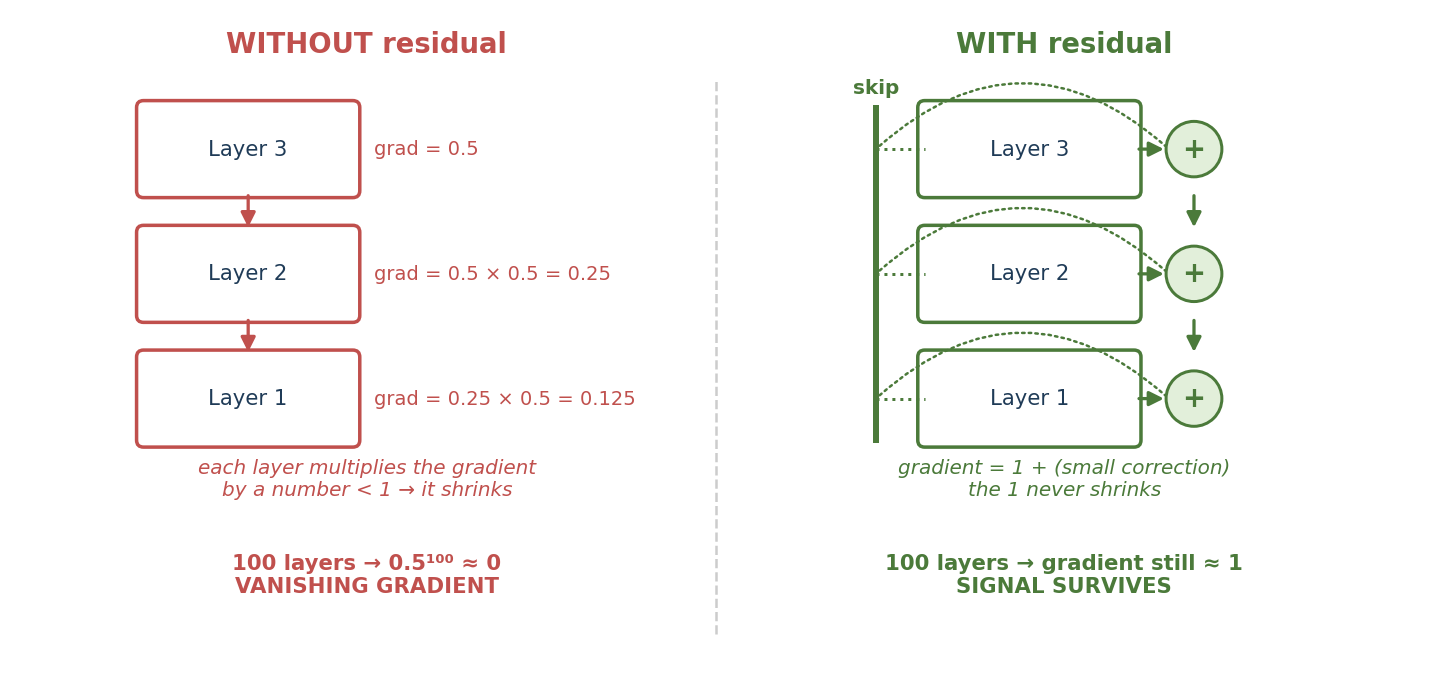 WITHOUT residual
Layer 3
grad = 0.5
Layer 2
grad = 0.5 × 0.5 = 0.25
Layer 1
grad = 0.25 × 0.5 = 0.125
each layer multiplies the gradient
by a number < 1 → it shrinks
100 layers → 0.5¹⁰⁰ ≈ 0
VANISHING GRADIENT
WITH residual
skip
Layer 3
+
Layer 2
+
Layer 1
+
gradient = 1 + (small correction)
the 1 never shrinks
100 layers → gradient still ≈ 1
SIGNAL SURVIVES